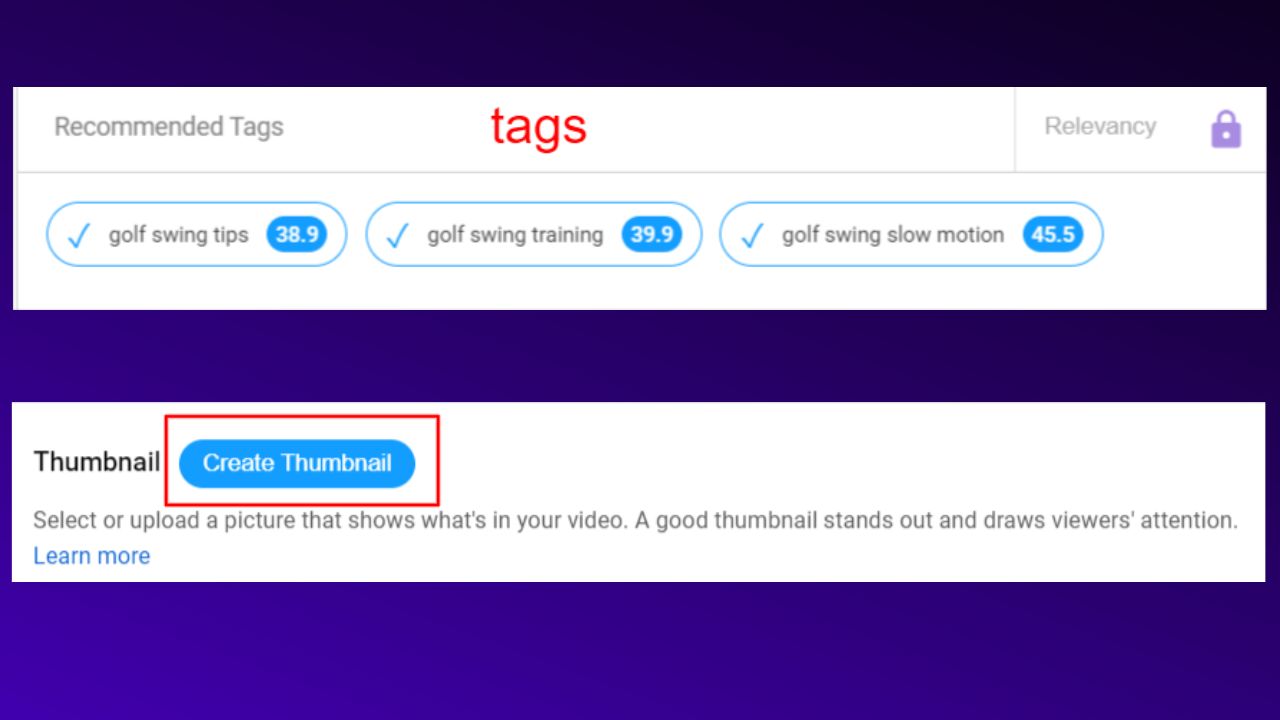 Recommended Tags tags Relevancy
golf swing tips 38.9 golf swing training 39.9 golf swing slow motion 45.5
Thumbnail Create Thumbnail
Select or upload a picture that shows what's in your video. A good thumbnail stands out and draws viewers' attention.
Learn more